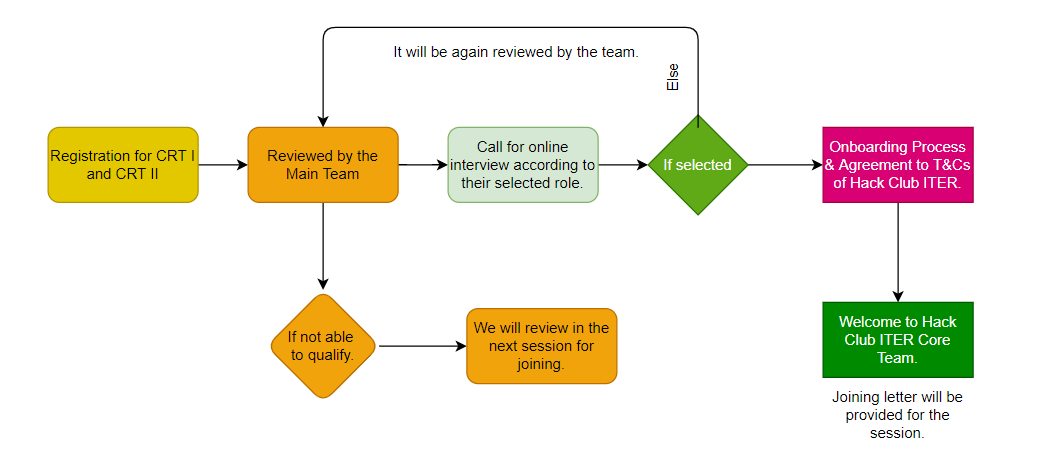 It will be again reviewed by the team.
Else
Registration for CRT I
and CRT II
Reviewed by the
Main Team
Call for online
interview according to
their selected role.
If selected
Onboarding Process
& Agreement to T&Cs
of Hack Club ITER.
If not able
to qualify.
We will review in the
next session for
joining.
Welcome to Hack
Club ITER Core
Team.
Joining letter will be
provided for the
session.